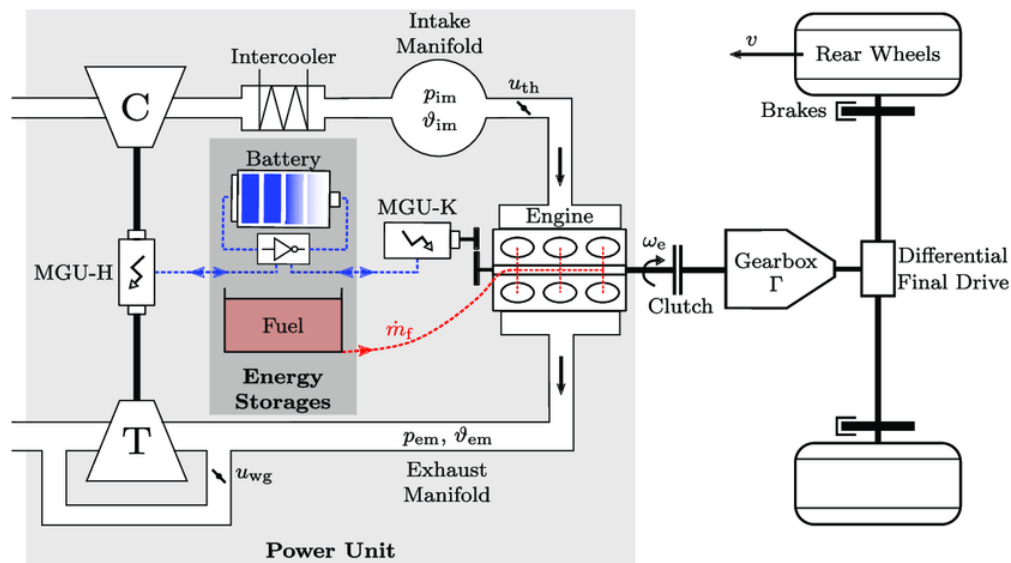 Intake
Manifold
Intercooler
C
p_im
ϑ_im
u_th
v
Rear Wheels
Brakes
Battery
MGU-K
Engine
MGU-H
ω_e
Clutch
Gearbox
Γ
Differential
Final Drive
Fuel
ṁ_f
Energy
Storages
T
p_em, ϑ_em
u_wg
Exhaust
Manifold
Power Unit